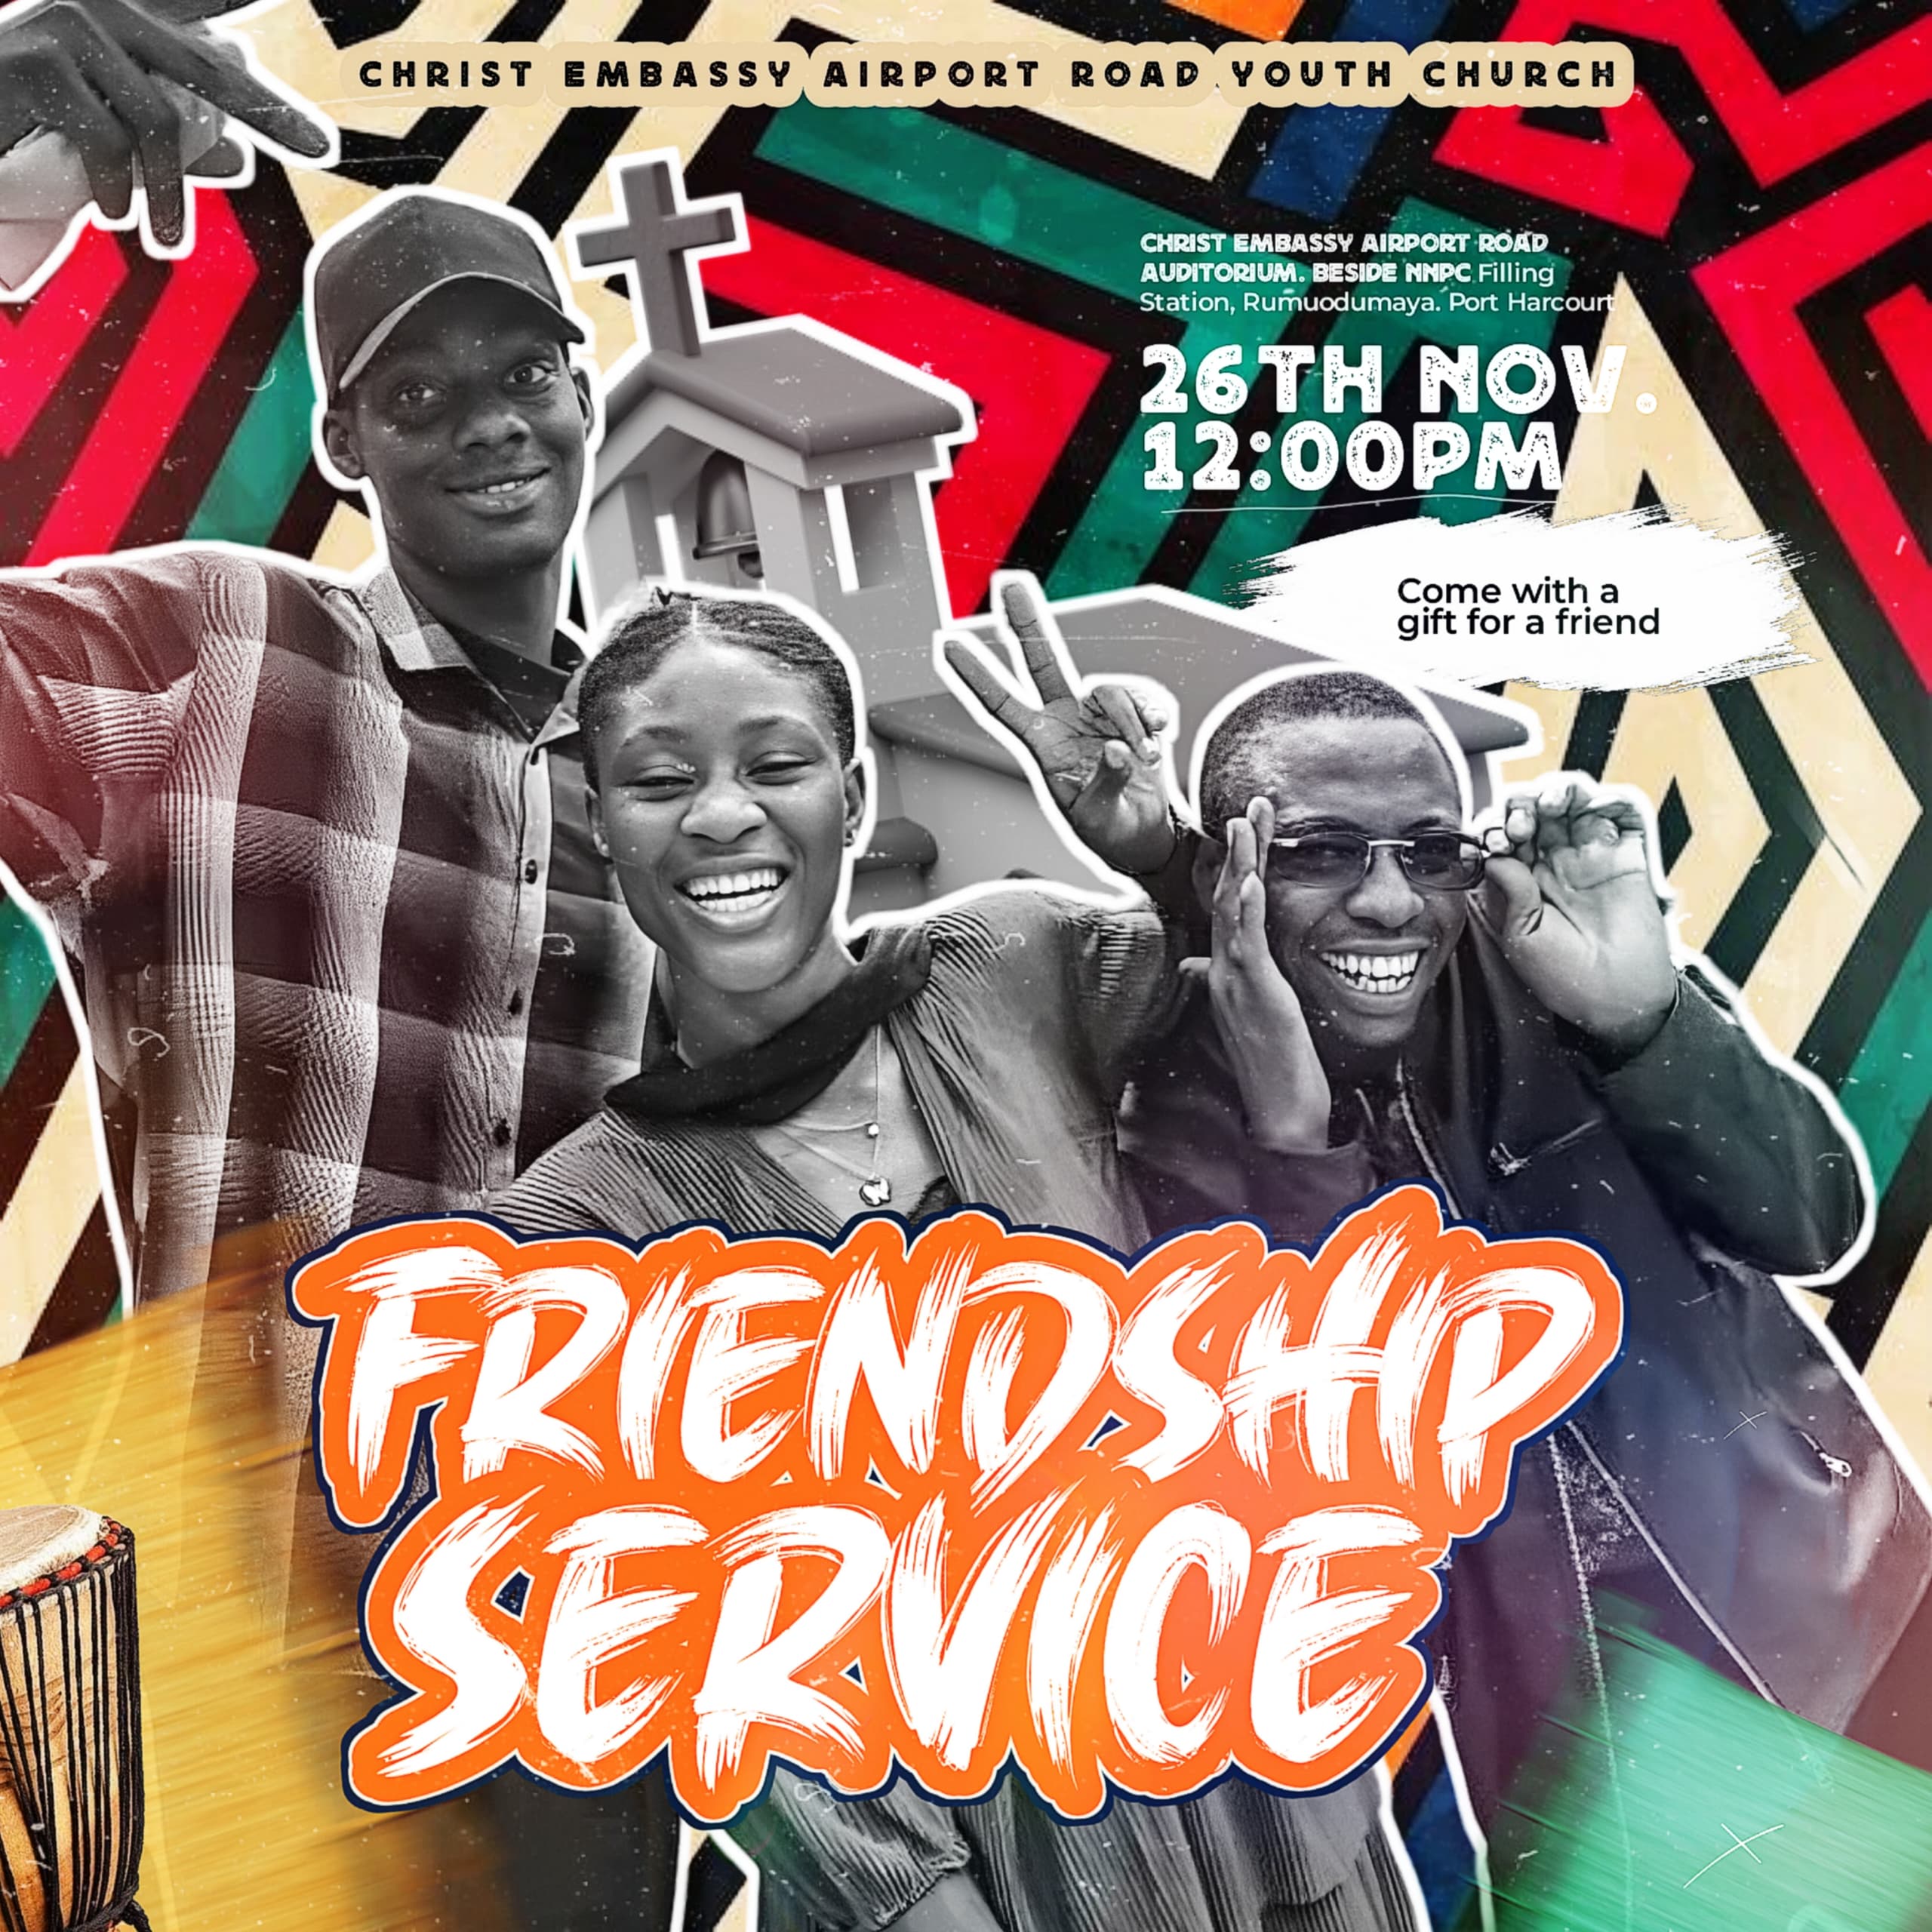 CHRIST EMBASSY AIRPORT ROAD YOUTH CHURCH
CHRIST EMBASSY AIRPORT ROAD
AUDITORIUM. BESIDE NNPC Filling
Station, Rumuodumaya. Port Harcourt
26TH NOV.
12:00PM
Come with a
gift for a friend
FRIENDSHIP
SERVICE